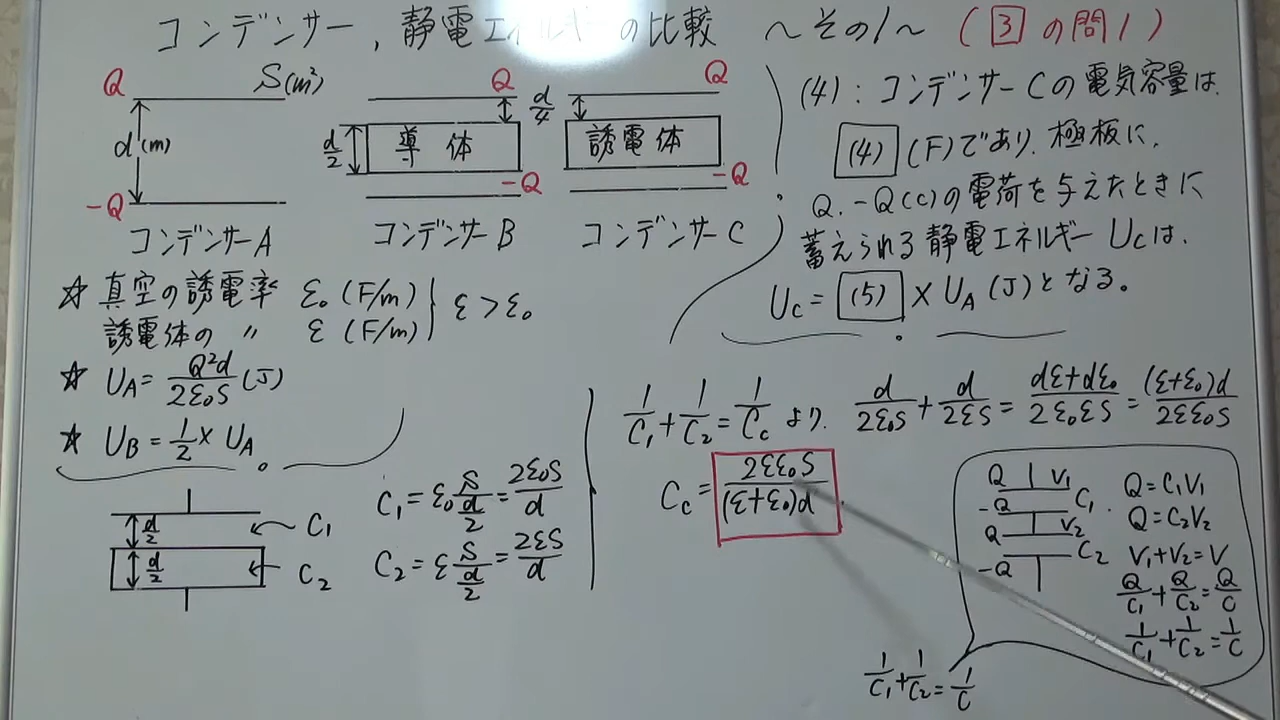 コンデンサー, 静電エネルギーの比較 〜その1〜 (3の問1)
Q S(m²) Q Q
d(m) d/2 導体 d/4 誘電体
-Q -Q -Q
コンデンサーA コンデンサーB コンデンサーC
☆ 真空の誘電率 ε₀ (F/m)
誘電体の 〃 ε (F/m) } ε > ε₀
☆ U_A = Q²d/2ε₀S (J)
☆ U_B = 1/2 × U_A
(4) : コンデンサーCの電気容量は、
(4) (F)であり、極板に、
Q, -Q(C)の電荷を与えたときに
蓄えられる静電エネルギー U_Cは、
U_C = (5) × U_A (J)となる。
d/2 C₁
d/2 C₂
C₁ = ε₀ S/(d/2) = 2ε₀S/d
C₂ = ε S/(d/2) = 2εS/d
1/C₁ + 1/C₂ = 1/C_C より、 d/2ε₀S + d/2εS = (dε+dε₀)/2ε₀εS = (ε+ε₀)d/2εε₀S
C_C = 2εε₀S/(ε+ε₀)d
Q V₁
-Q C₁
Q V₂
-Q C₂
Q = C₁V₁
Q = C₂V₂
V₁+V₂ = V
Q/C₁ + Q/C₂ = Q/C
1/C₁ + 1/C₂ = 1/C
1/C₁ + 1/C₂ = 1/C